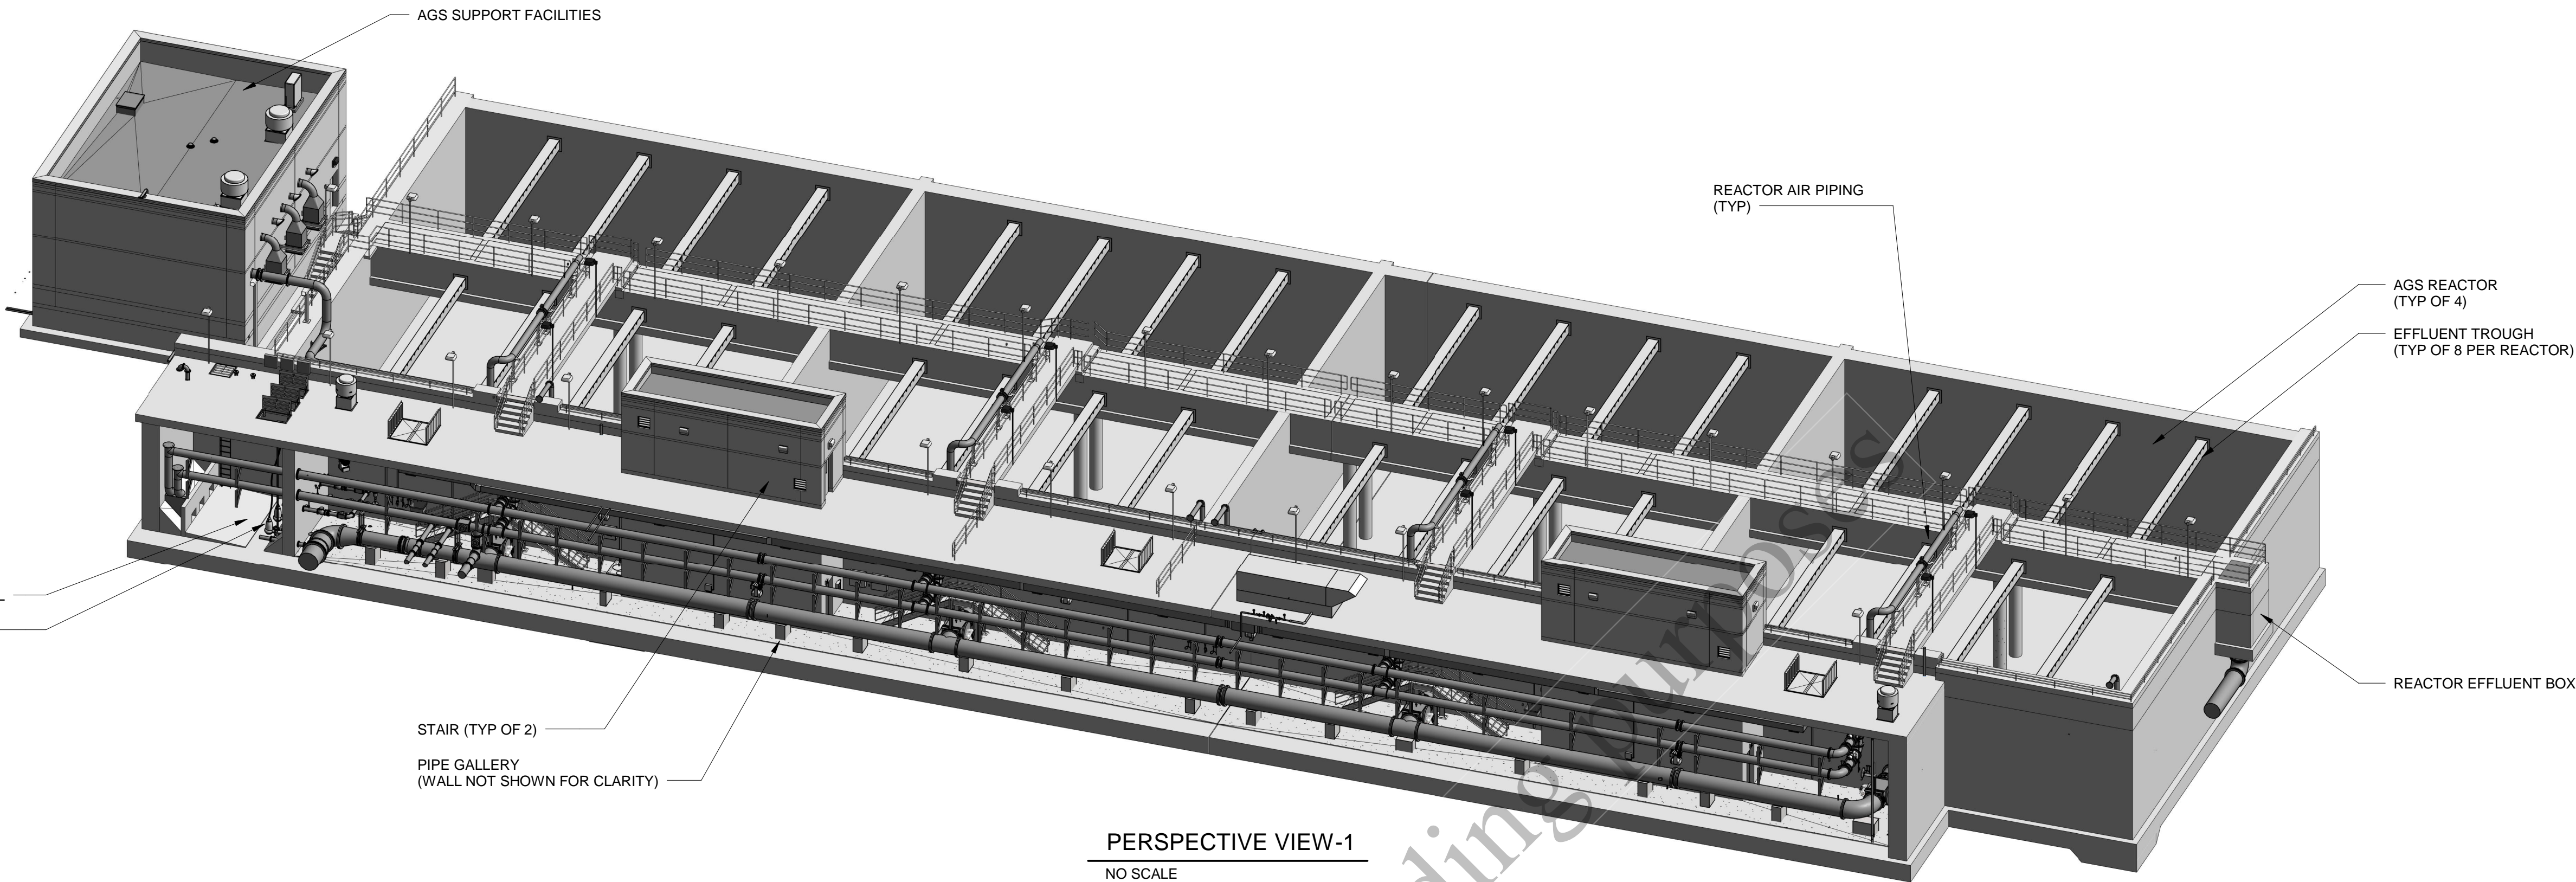 AGS SUPPORT FACILITIES
REACTOR AIR PIPING
(TYP)
AGS REACTOR
(TYP OF 4)
EFFLUENT TROUGH
(TYP OF 8 PER REACTOR)
REACTOR EFFLUENT BOX
STAIR (TYP OF 2)
PIPE GALLERY
(WALL NOT SHOWN FOR CLARITY)
PERSPECTIVE VIEW-1
NO SCALE
purposes